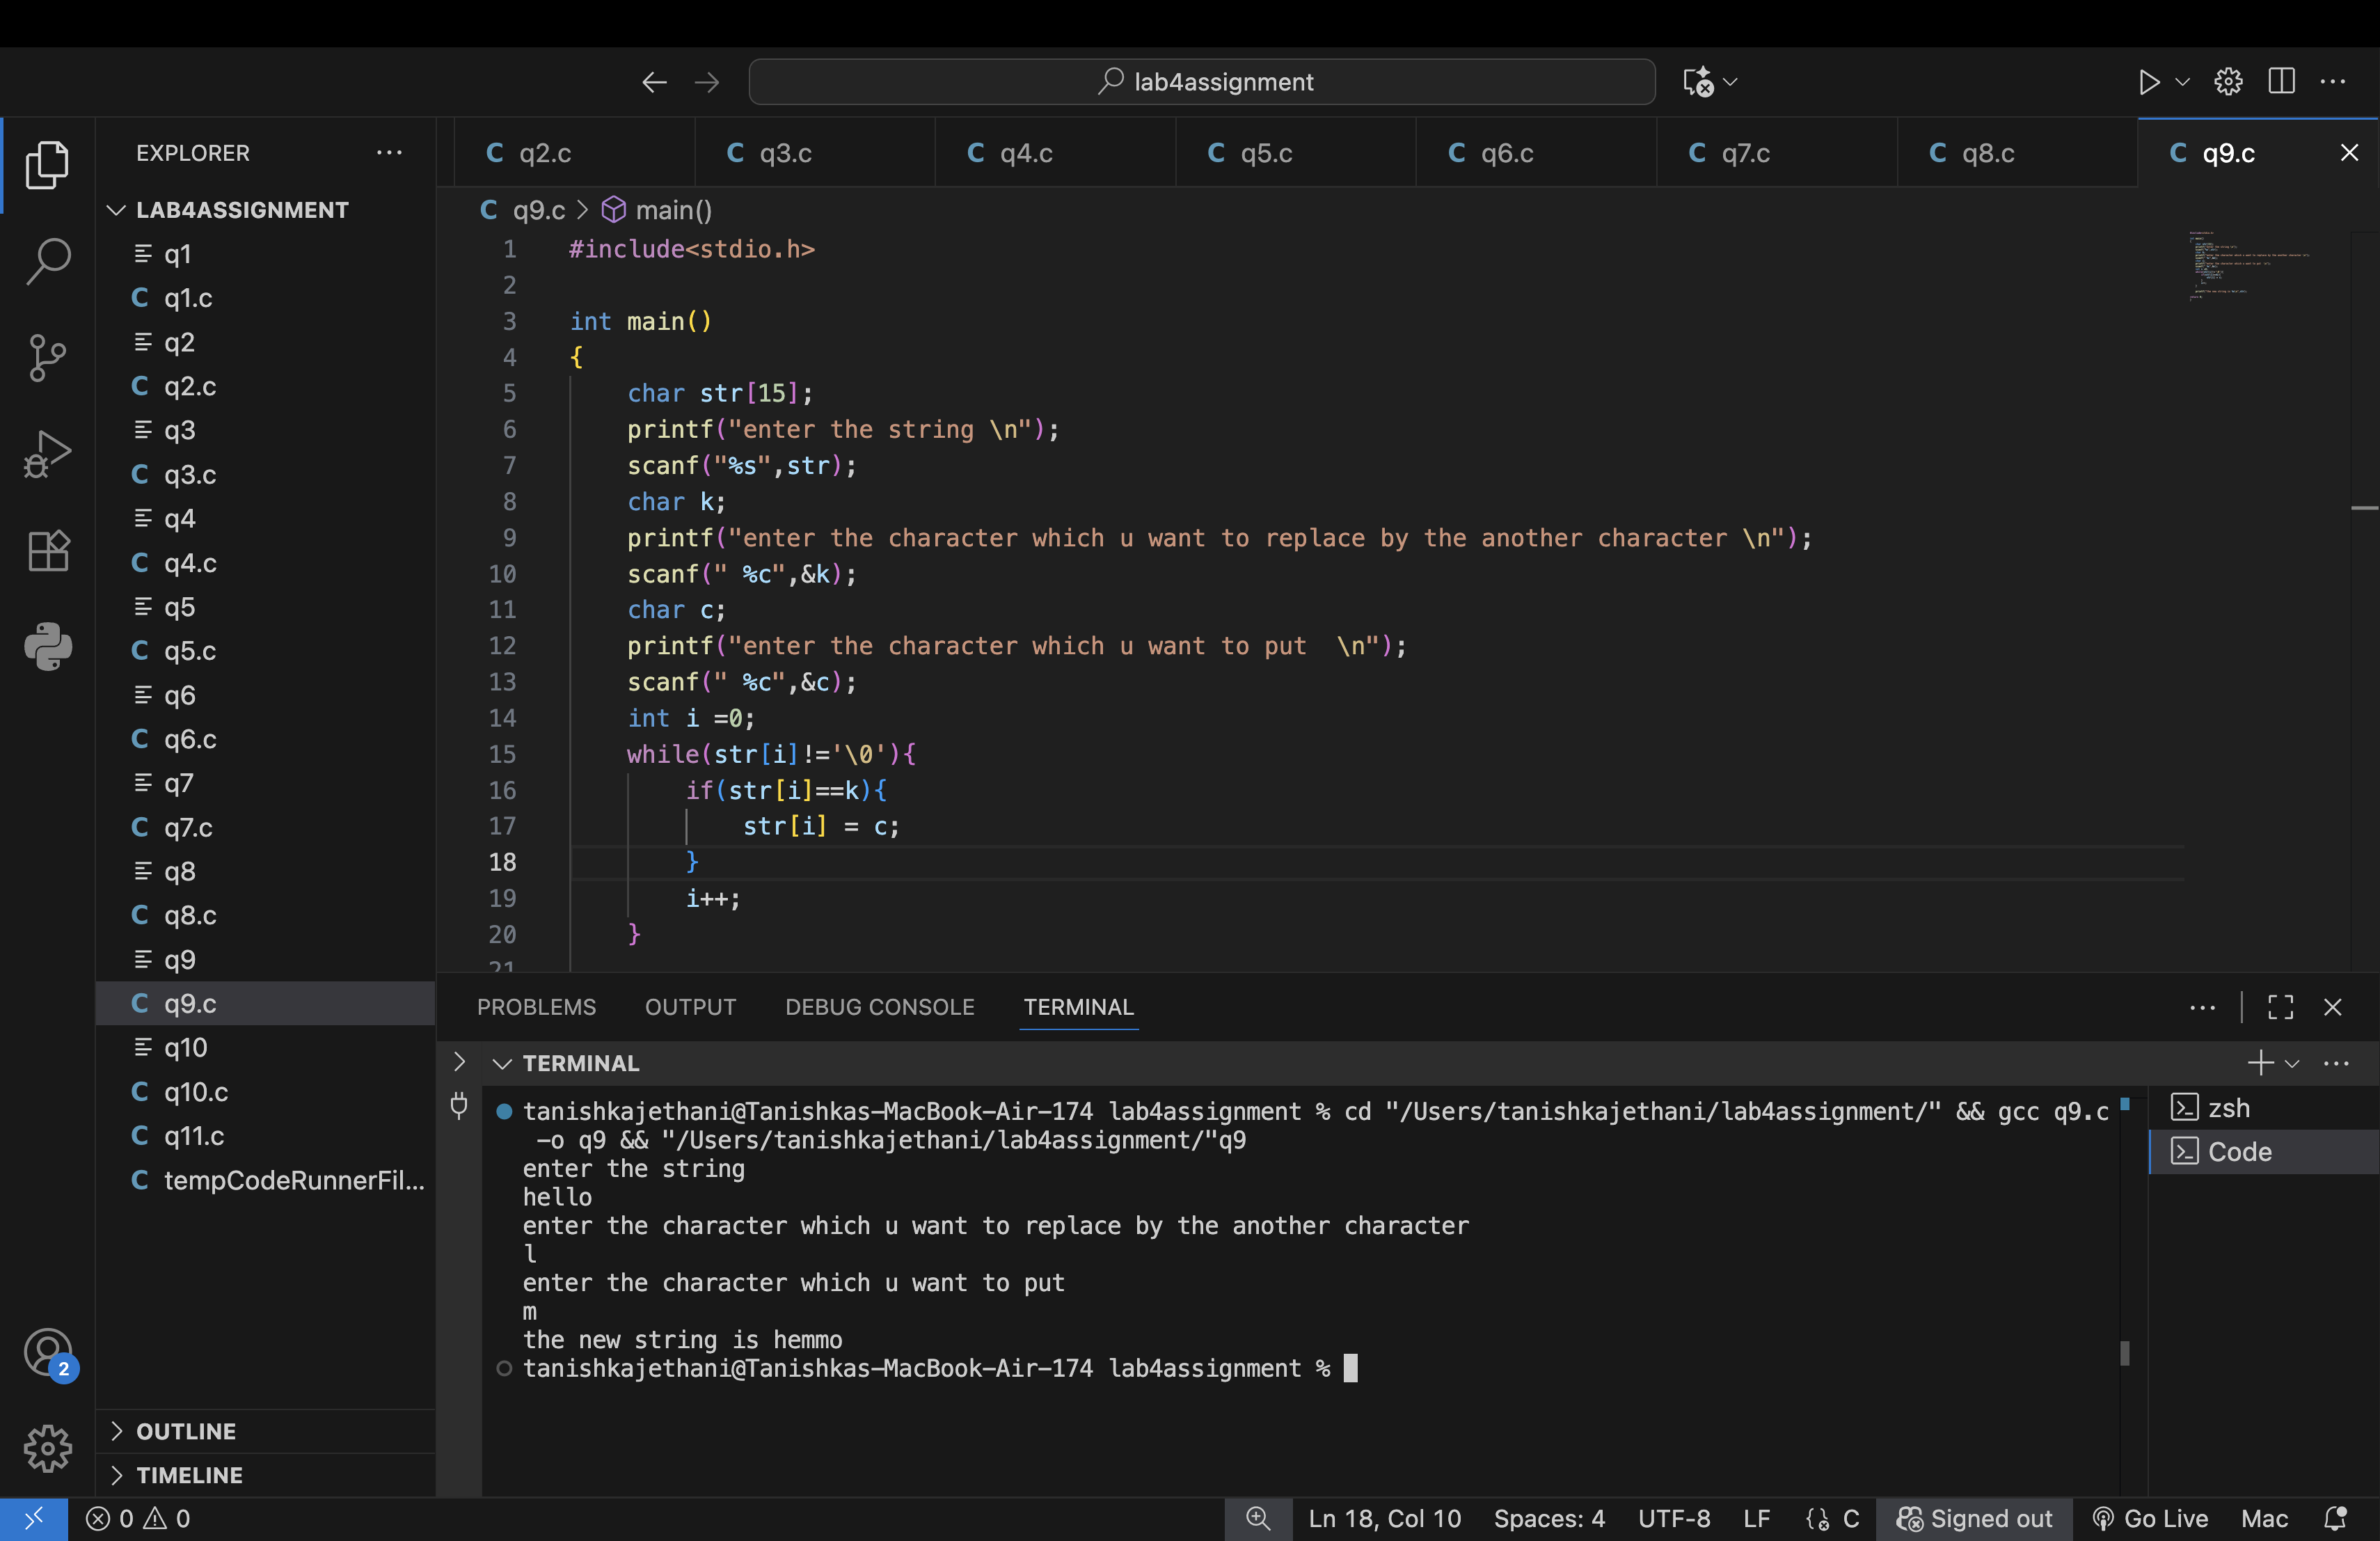 lab4assignment
EXPLORER
LAB4ASSIGNMENT
q1
C q1.c
q2
C q2.c
q3
C q3.c
q4
C q4.c
q5
C q5.c
q6
C q6.c
q7
C q7.c
q8
C q8.c
q9
C q9.c
q10
C q10.c
C q11.c
C tempCodeRunnerFil...
OUTLINE
TIMELINE
2
C q2.c C q3.c C q4.c C q5.c C q6.c C q7.c C q8.c C q9.c
C q9.c > main()
1 #include<stdio.h>
2
3 int main()
4 {
5     char str[15];
6     printf("enter the string \n");
7     scanf("%s",str);
8     char k;
9     printf("enter the character which u want to replace by the another character \n");
10     scanf(" %c",&k);
11     char c;
12     printf("enter the character which u want to put  \n");
13     scanf(" %c",&c);
14     int i =0;
15     while(str[i]!='\0'){
16         if(str[i]==k){
17             str[i] = c;
18         }
19         i++;
20     }
21
PROBLEMS OUTPUT DEBUG CONSOLE TERMINAL
TERMINAL
tanishkajethani@Tanishkas-MacBook-Air-174 lab4assignment % cd "/Users/tanishkajethani/lab4assignment/" && gcc q9.c
 -o q9 && "/Users/tanishkajethani/lab4assignment/"q9
enter the string
hello
enter the character which u want to replace by the another character
l
enter the character which u want to put
m
the new string is hemmo
tanishkajethani@Tanishkas-MacBook-Air-174 lab4assignment %
zsh
Code
0 0 Ln 18, Col 10 Spaces: 4 UTF-8 LF C Signed out Go Live Mac